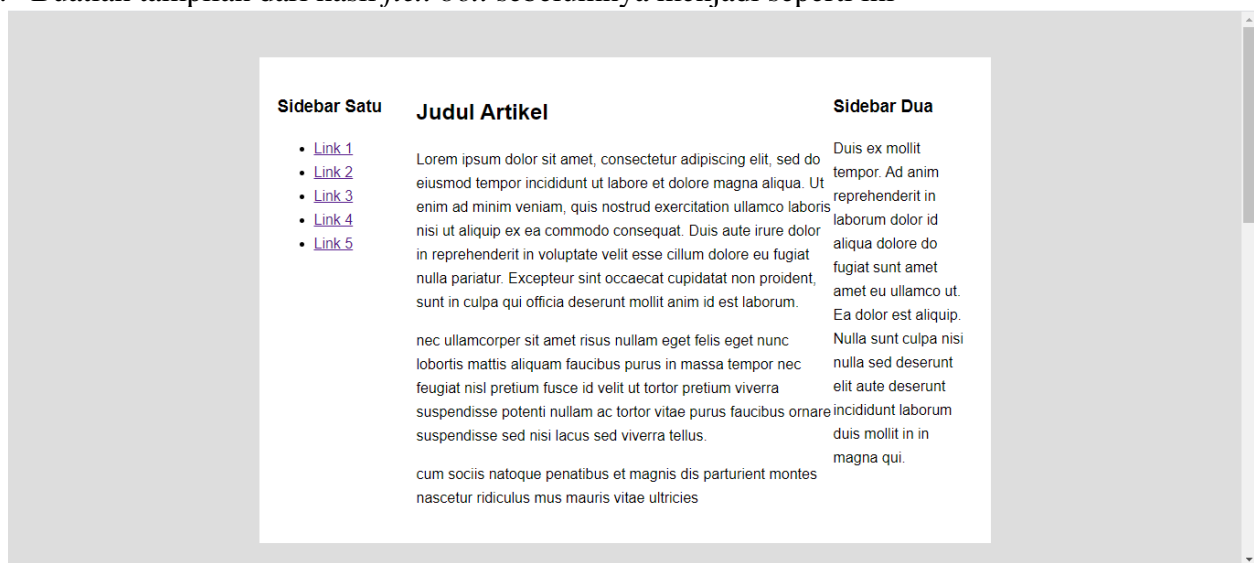 Buatlah tampilan dari hasil flex-box sebelumnya menjadi seperti ini
Sidebar Satu
Link 1
Link 2
Link 3
Link 4
Link 5
Judul Artikel
Lorem ipsum dolor sit amet, consectetur adipiscing elit, sed do
eiusmod tempor incididunt ut labore et dolore magna aliqua. Ut
enim ad minim veniam, quis nostrud exercitation ullamco laboris
nisi ut aliquip ex ea commodo consequat. Duis aute irure dolor
in reprehenderit in voluptate velit esse cillum dolore eu fugiat
nulla pariatur. Excepteur sint occaecat cupidatat non proident,
sunt in culpa qui officia deserunt mollit anim id est laborum.
nec ullamcorper sit amet risus nullam eget felis eget nunc
lobortis mattis aliquam faucibus purus in massa tempor nec
feugiat nisl pretium fusce id velit ut tortor pretium viverra
suspendisse potenti nullam ac tortor vitae purus faucibus ornare
suspendisse sed nisi lacus sed viverra tellus.
cum sociis natoque penatibus et magnis dis parturient montes
nascetur ridiculus mus mauris vitae ultricies
Sidebar Dua
Duis ex mollit
tempor. Ad anim
reprehenderit in
laborum dolor id
aliqua dolore do
fugiat sunt amet
amet eu ullamco ut.
Ea dolor est aliquip.
Nulla sunt culpa nisi
nulla sed deserunt
elit aute deserunt
incididunt laborum
duis mollit in in
magna qui.